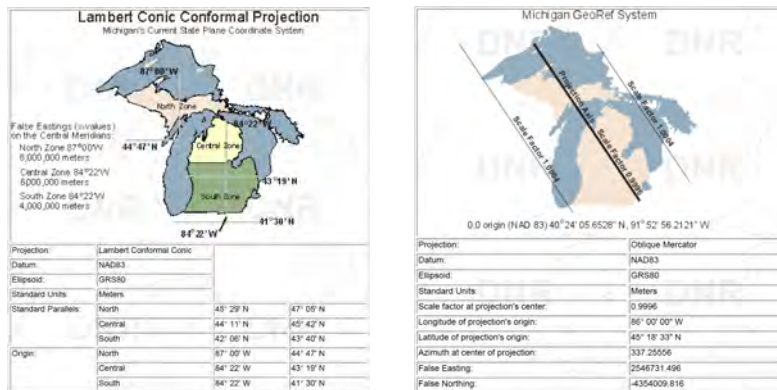 Lambert Conic Conformal Projection
Michigan's Current State Plane Coordinate System
87°00'W
North Zone
84°22'W
False Eastings (x-values)
on the Central Meridians:
North Zone 87°00'W
8,000,000 meters
Central Zone 84°22'W
6,000,000 meters
South Zone 84°22'W
4,000,000 meters
44°47' N
Central Zone
43°19' N
South Zone
41°30' N
84°22' W
Projection: Lambert Conformal Conic
Datum: NAD83
Ellipsoid: GRS80
Standard Units: Meters
Standard Parallels: North 45° 29' N 47° 05' N
Central 44° 11' N 45° 42' N
South 42° 06' N 43° 40' N
Origin: North 87° 00' W 44° 47' N
Central 84° 22' W 43° 19' N
South 84° 22' W 41° 30' N
Michigan GeoRef System
DNR
Projection Axis
Scale Factor 0.9996
Scale Factor 1.0004
Scale Factor 1.0004
0,0 origin (NAD 83) 40° 24' 05.6528" N, 91° 52' 56.2121" W
Projection: Oblique Mercator
Datum: NAD83
Ellipsoid: GRS80
Standard Units: Meters
Scale factor at projection's center: 0.9996
Longitude of projection's origin: 86° 00' 00" W
Latitude of projection's origin: 45° 18' 33" N
Azimuth at center of projection: 337.25556
False Easting: 2546731.496
False Northing: -4354009.816